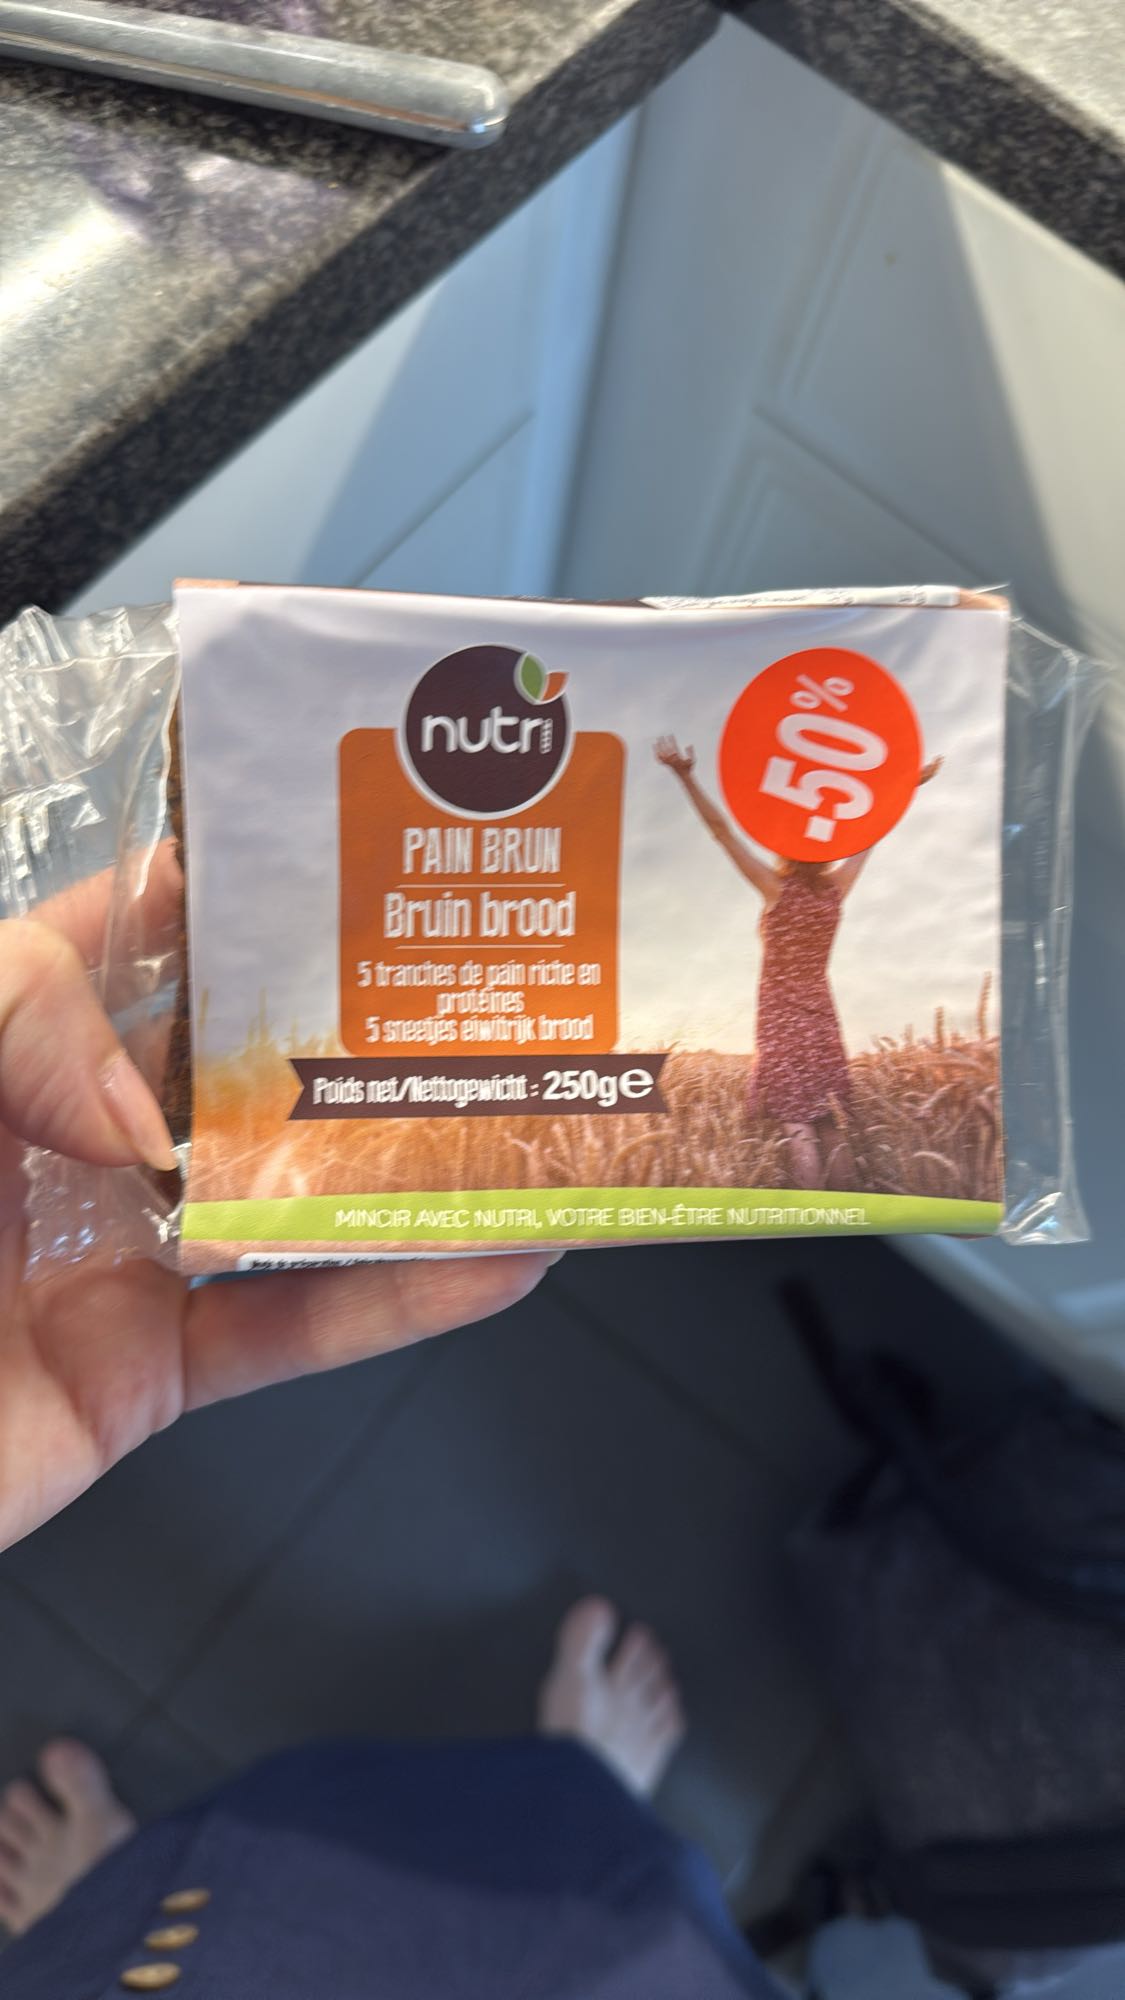 nutri
-50%
PAIN BRUN
Bruin brood
5 tranches de pain riche en
protéines
5 sneetjes eiwitrijk brood
Poids net/Nettogewicht : 250g e
MINCIR AVEC NUTRI, VOTRE BIEN-ÊTRE NUTRITIONNEL